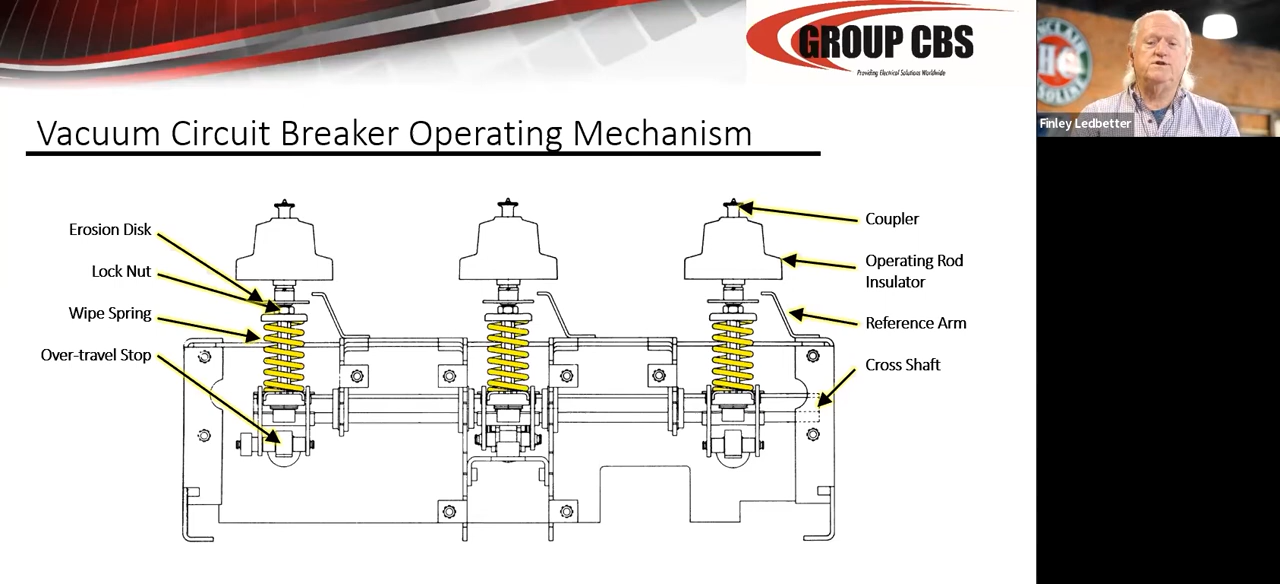 GROUP CBS
Providing Electrical Solutions Worldwide
Finley Ledbetter
Vacuum Circuit Breaker Operating Mechanism
Erosion Disk
Lock Nut
Wipe Spring
Over-travel Stop
Coupler
Operating Rod
Insulator
Reference Arm
Cross Shaft